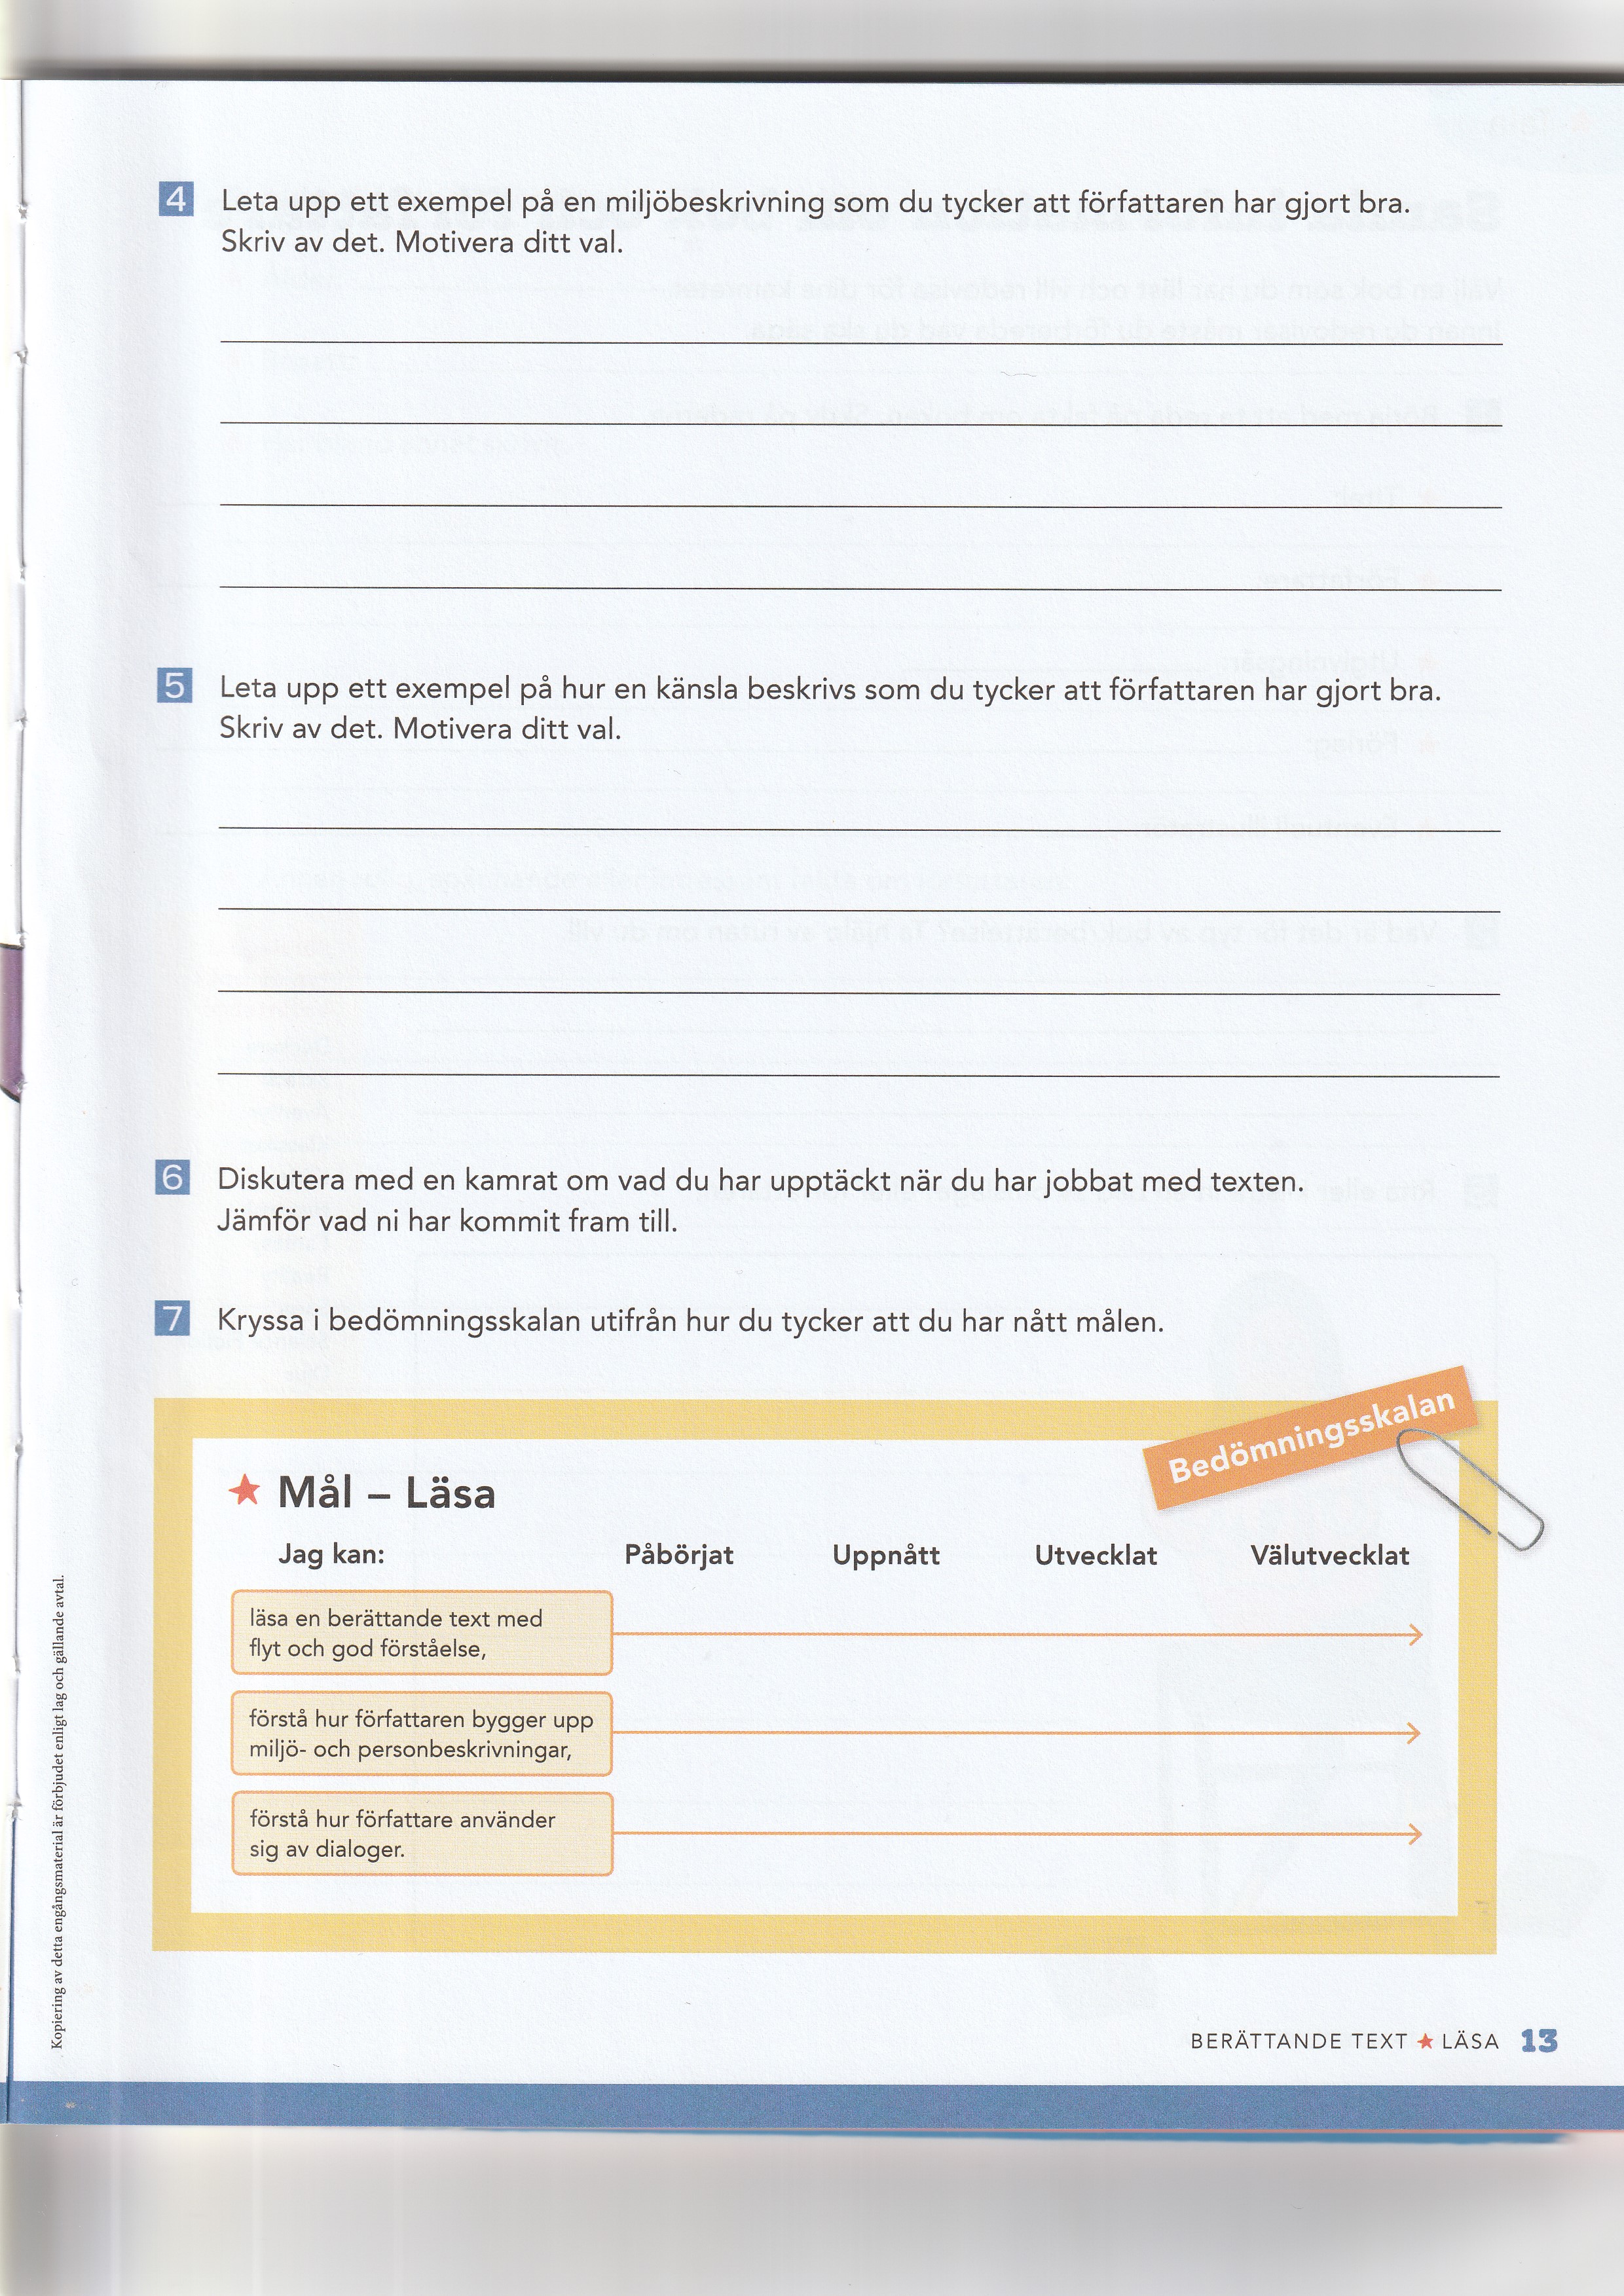 4 Leta upp ett exempel på en miljöbeskrivning som du tycker att författaren har gjort bra.
Skriv av det. Motivera ditt val.
5 Leta upp ett exempel på hur en känsla beskrivs som du tycker att författaren har gjort bra.
Skriv av det. Motivera ditt val.
6 Diskutera med en kamrat om vad du har upptäckt när du har jobbat med texten.
Jämför vad ni har kommit fram till.
7 Kryssa i bedömningsskalan utifrån hur du tycker att du har nått målen.
Bedömningsskalan
Mål – Läsa
Jag kan: Påbörjat Uppnått Utvecklat Välutvecklat
läsa en berättande text med
flyt och god förståelse,
förstå hur författaren bygger upp
miljö- och personbeskrivningar,
förstå hur författare använder
sig av dialoger.
Kopiering av detta engångsmaterial är förbjudet enligt lag och gällande avtal.
BERÄTTANDE TEXT ★ LÄSA 13